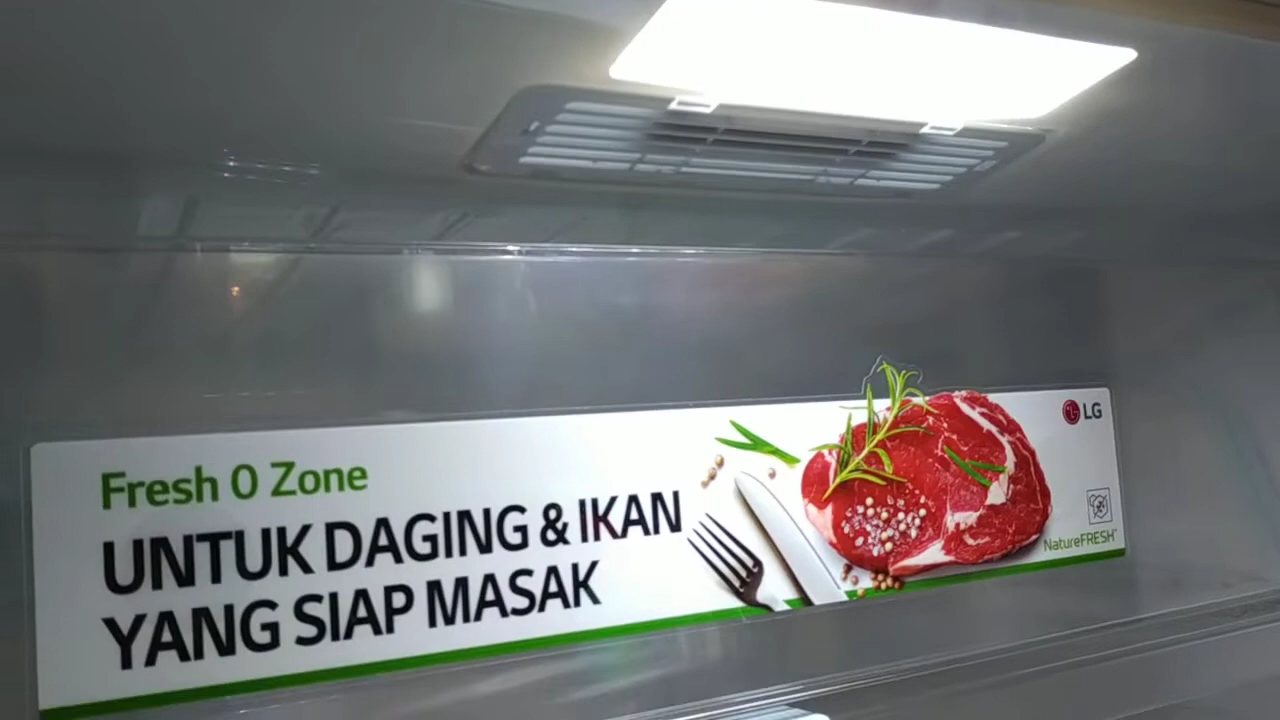 Fresh 0 Zone
UNTUK DAGING & IKAN
YANG SIAP MASAK
LG
NatureFRESH